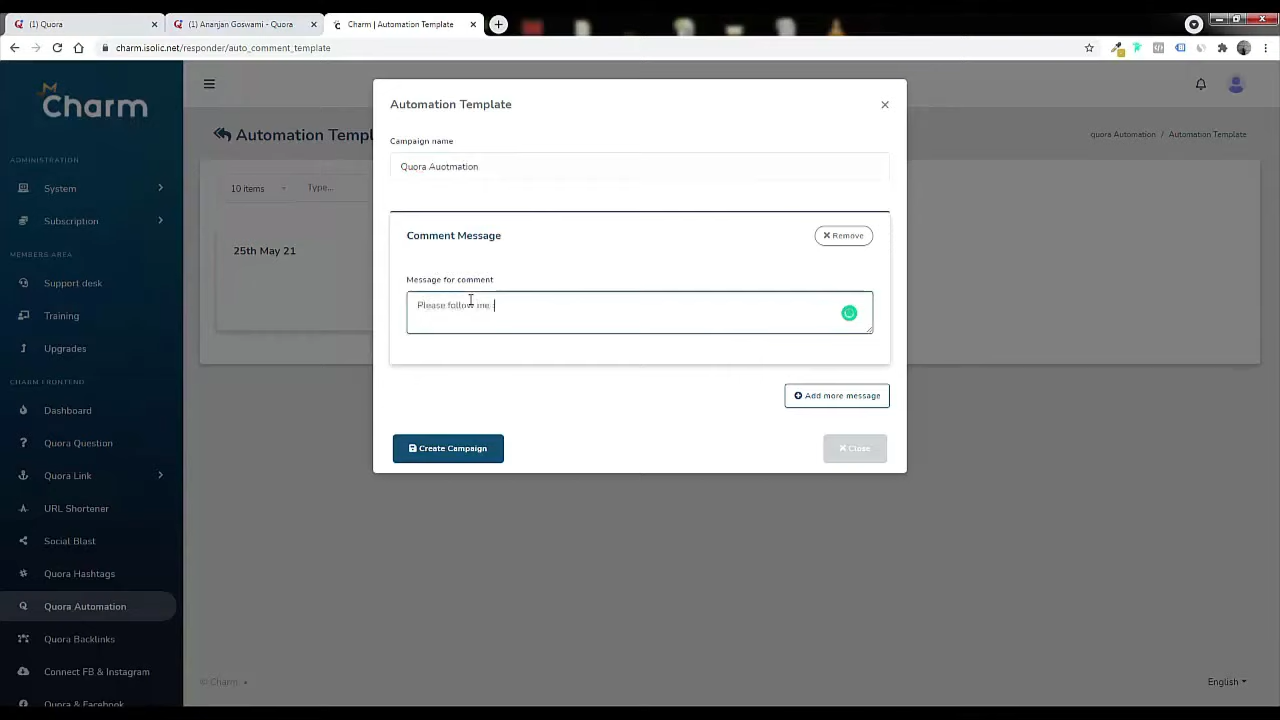 (1) Quora
(1) Ananjan Goswami - Quora
Charm | Automation Template
charm.isolic.net/responder/auto_comment_template
Charm
ADMINISTRATION
System
Subscription
MEMBERS AREA
Support desk
Training
Upgrades
CHARM FRONTEND
Dashboard
Quora Question
Quora Link
URL Shortener
Social Blast
Quora Hashtags
Quora Automation
Quora Backlinks
Connect FB & Instagram
Quora & Facebook
Automation Templ
quora Automation / Automation Template
10 items
Type...
25th May 21
Automation Template
Campaign name
Quora Auotmation
Comment Message
Remove
Message for comment
Please follow me :
Add more message
Create Campaign
Close
© Charm
English